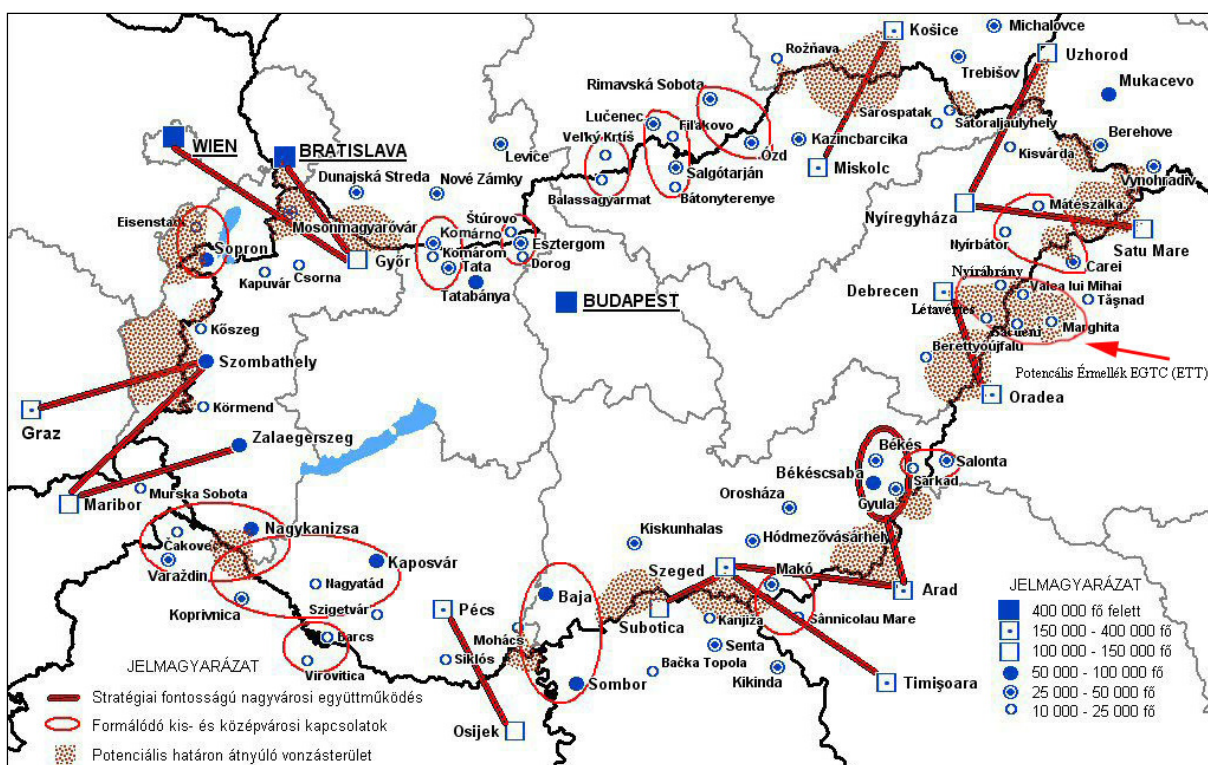 Košice
Michalovce
Rožňava
Uzhorod
Trebišov
Mukacevo
Rimavská Sobota
Sárospatak
Sátoraljaújhely
Lučenec
Fiľakovo
Kazincbarcika
Berehove
WIEN
BRATISLAVA
Levice
Veľký Krtíš
Ózd
Kisvárda
Salgótarján
Miskolc
Vynohradiv
Dunajská Streda
Nové Zámky
Balassagyarmat
Bátonyterenye
Nyíregyháza
Mátészalka
Eisenstadt
Mosonmagyaróvár
Štúrovo
Komárno
Esztergom
Nyírbátor
Satu Mare
Sopron
Győr
Komárom
Dorog
Carei
Kapuvár
Csorna
Tata
Tatabánya
Nyírábrány
Debrecen
Valea lui Mihai
BUDAPEST
Tăşnad
Létavértes
Săcueni
Marghita
Kőszeg
Berettyóújfalu
Szombathely
Potencális Érmellék EGTC (ETT)
Oradea
Körmend
Graz
Zalaegerszeg
Békés
Salonta
Békéscsaba
Sarkad
Maribor
Murska Sobota
Gyula
Orosháza
Nagykanizsa
Kiskunhalas
Hódmezővásárhely
Čakovec
Kaposvár
Varaždin
Szeged
Makó
Nagyatád
Baja
Arad
Koprivnica
Szigetvár
Pécs
Subotica
Kanjiža
Sânnicolau Mare
Barcs
Mohács
Senta
Virovitica
Siklós
Bačka Topola
Kikinda
Sombor
Timişoara
Osijek
JELMAGYARÁZAT
Stratégiai fontosságú nagyvárosi együttműködés
Formálódó kis- és középvárosi kapcsolatok
Potenciális határon átnyúló vonzásterület
JELMAGYARÁZAT
400 000 fő felett
150 000 - 400 000 fő
100 000 - 150 000 fő
50 000 - 100 000 fő
25 000 - 50 000 fő
10 000 - 25 000 fő